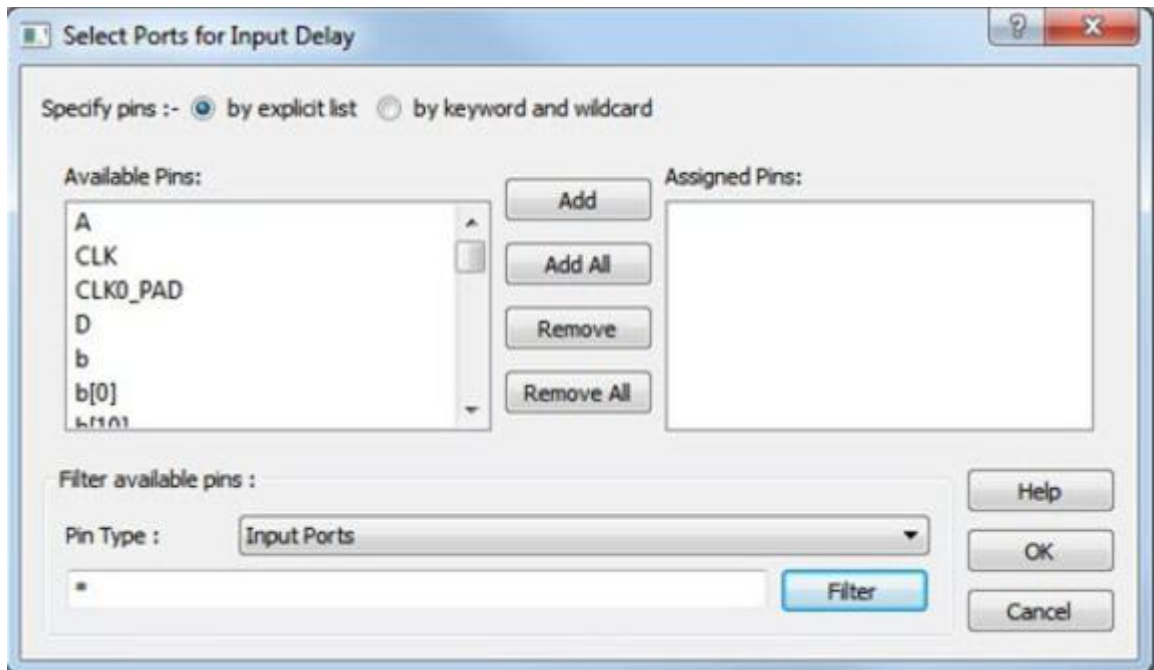 Select Ports for Input Delay
Specify pins :- by explicit list by keyword and wildcard
Available Pins:
A
CLK
CLK0_PAD
D
b
b[0]
b[10]
Add
Add All
Remove
Remove All
Assigned Pins:
Filter available pins :
Pin Type : Input Ports
*
Filter
Help
OK
Cancel